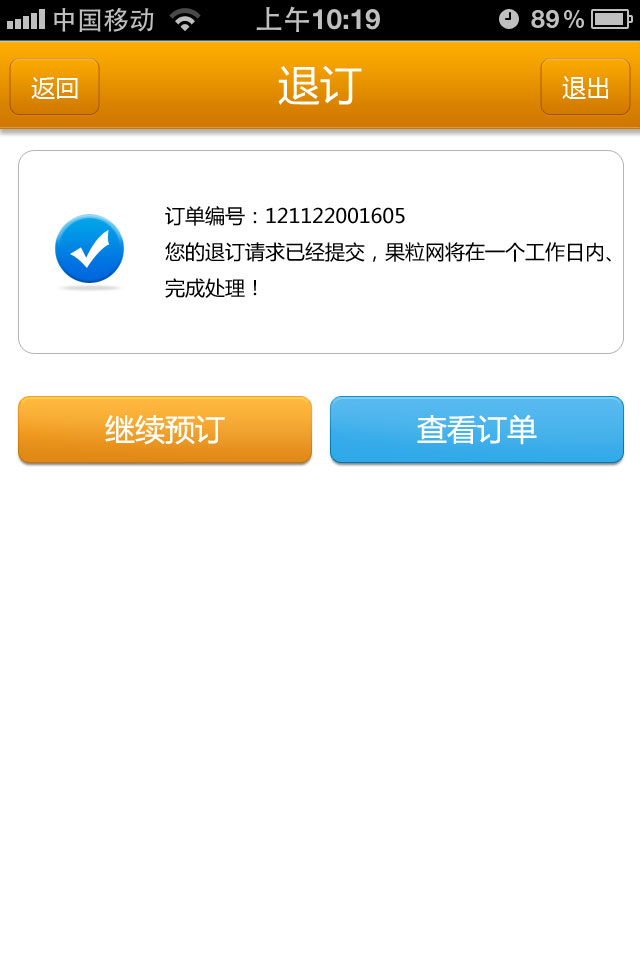 中国移动 上午10:19 89%
返回 退订 退出
订单编号：121122001605
您的退订请求已经提交，果粒网将在一个工作日内、
完成处理！
继续预订 查看订单